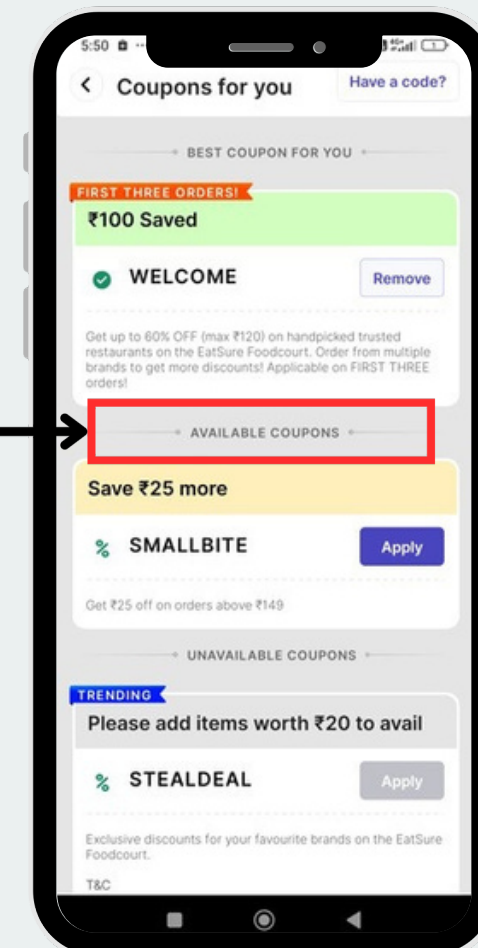 5:50
Coupons for you
Have a code?
BEST COUPON FOR YOU
FIRST THREE ORDERS!
₹100 Saved
WELCOME
Remove
Get up to 60% OFF (max ₹120) on handpicked trusted
restaurants on the EatSure Foodcourt. Order from multiple
brands to get more discounts! Applicable on FIRST THREE
orders!
AVAILABLE COUPONS
Save ₹25 more
% SMALLBITE
Apply
Get ₹25 off on orders above ₹149
UNAVAILABLE COUPONS
TRENDING
Please add items worth ₹20 to avail
% STEALDEAL
Apply
Exclusive discounts for your favourite brands on the EatSure
Foodcourt.
T&C